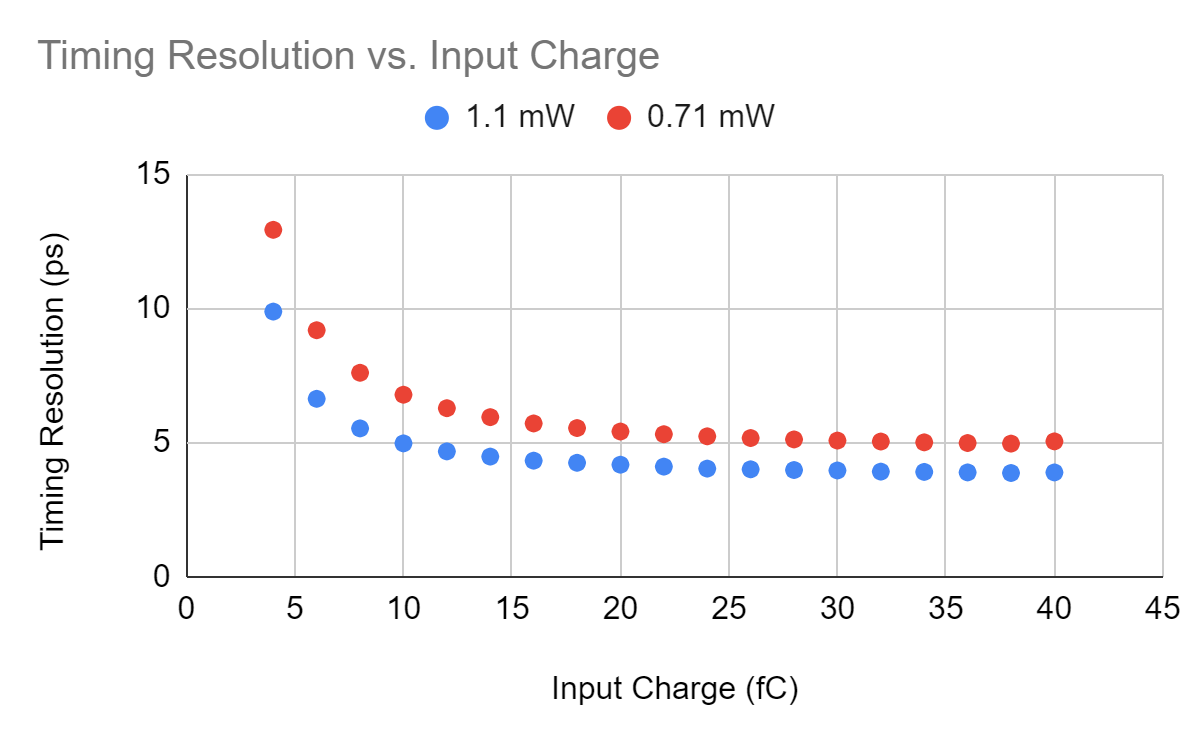 Timing Resolution vs. Input Charge
1.1 mW 0.71 mW
Timing Resolution (ps)
15
10
5
0
0 5 10 15 20 25 30 35 40 45
Input Charge (fC)